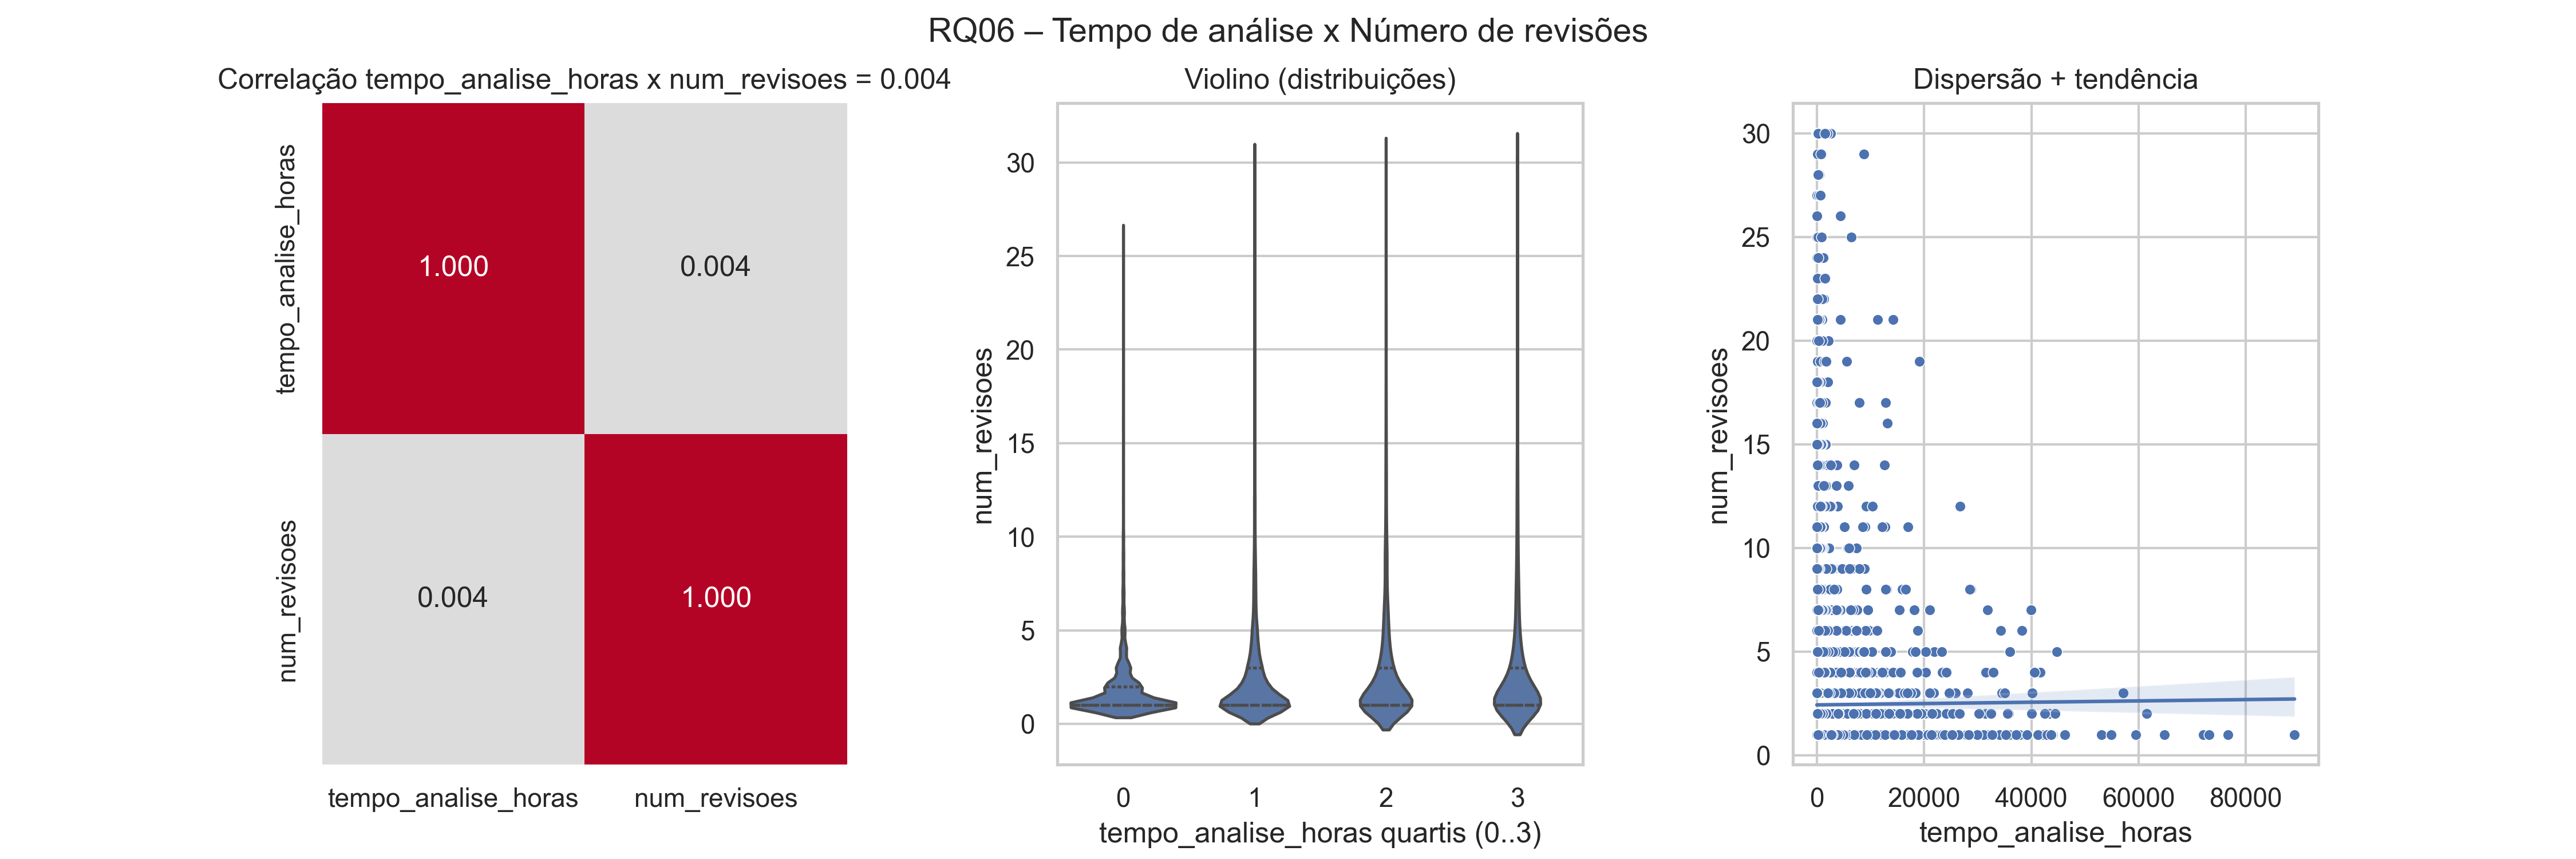 RQ06 – Tempo de análise x Número de revisões
Correlação tempo_analise_horas x num_revisoes = 0.004
tempo_analise_horas
num_revisoes
1.000
0.004
0.004
1.000
tempo_analise_horas
num_revisoes
Violino (distribuições)
num_revisoes
30
25
20
15
10
5
0
0
1
2
3
tempo_analise_horas quartis (0..3)
Dispersão + tendência
num_revisoes
30
25
20
15
10
5
0
0
20000
40000
60000
80000
tempo_analise_horas